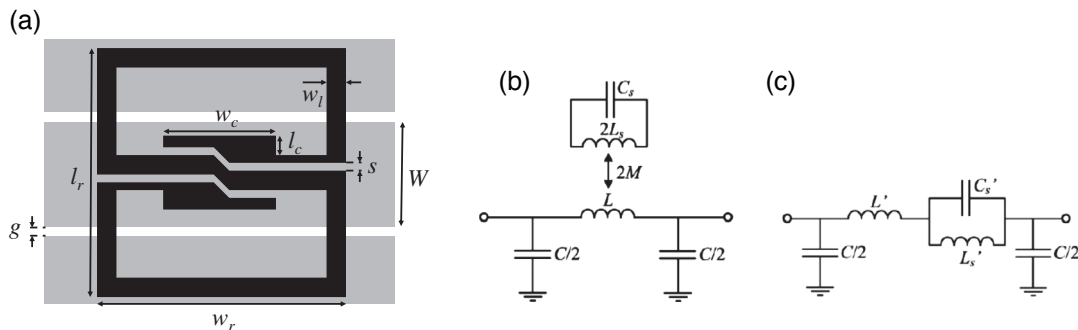 (a)
w_l
w_c
l_c
s
l_r
W
g
w_r
(b)
C_s
2L_s
2M
L
C/2
C/2
(c)
C_s'
L'
L_s'
C/2
C/2